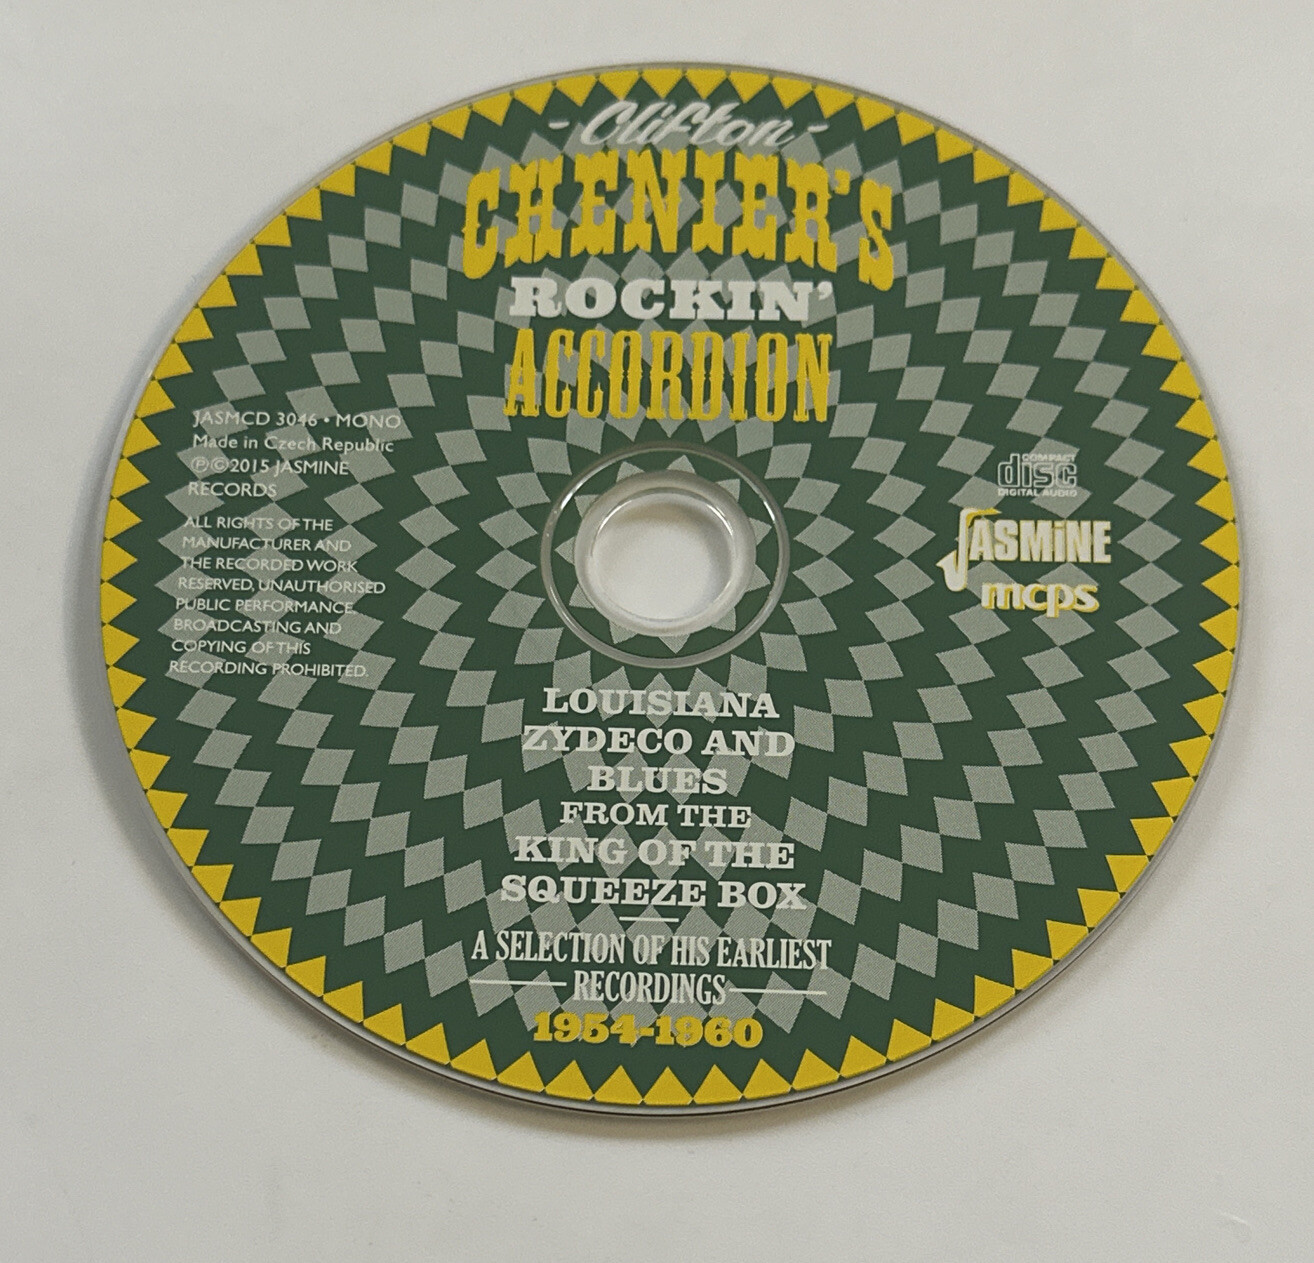 - Clifton -
CHENIER'S
ROCKIN'
ACCORDION
JASMCD 3046 • MONO
Made in Czech Republic
℗©2015 JASMINE
RECORDS
ALL RIGHTS OF THE
MANUFACTURER AND
THE RECORDED WORK
RESERVED, UNAUTHORISED
PUBLIC PERFORMANCE,
BROADCASTING AND
COPYING OF THIS
RECORDING PROHIBITED.
COMPACT
disc
DIGITAL AUDIO
JASMiNE
mcps
LOUISIANA
ZYDECO AND
BLUES
FROM THE
KING OF THE
SQUEEZE BOX
A SELECTION OF HIS EARLIEST
RECORDINGS
1954-1960